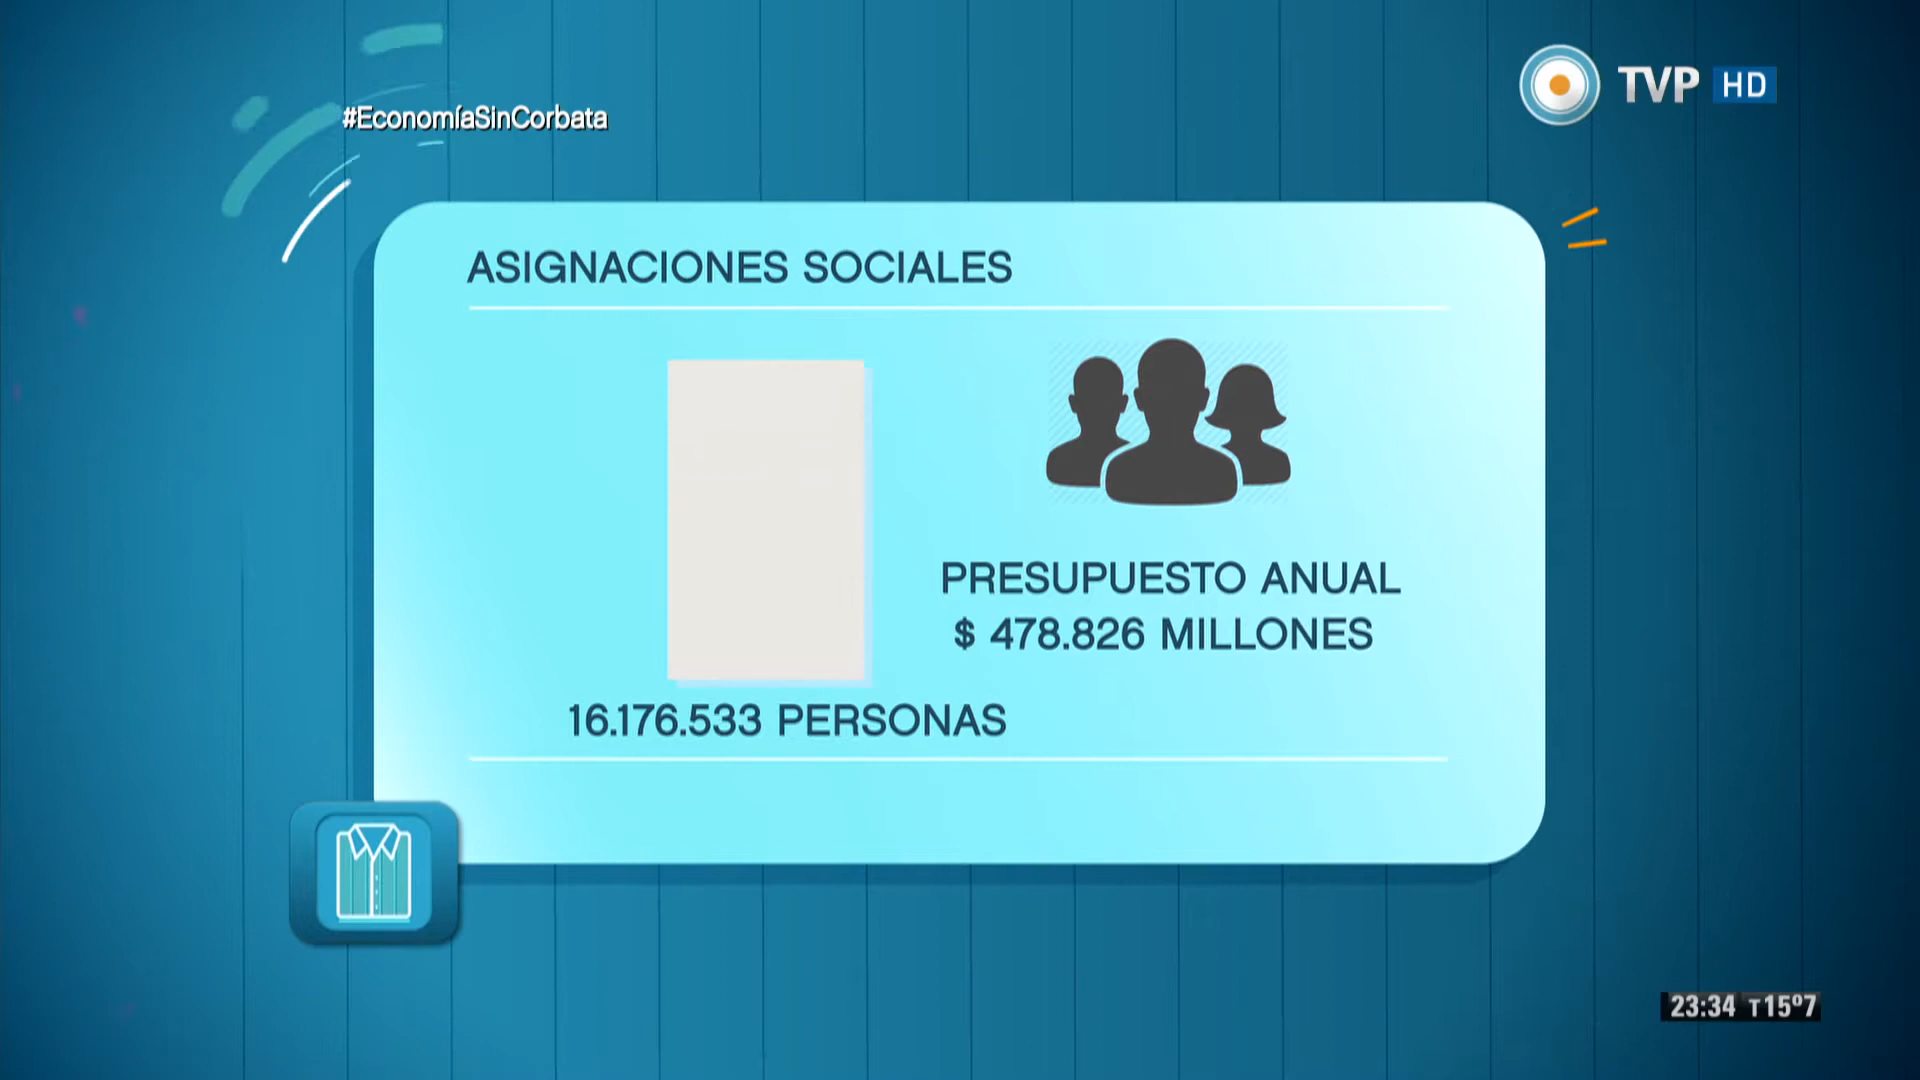 #EconomíaSinCorbata
TVP HD
ASIGNACIONES SOCIALES
PRESUPUESTO ANUAL
$ 478.826 MILLONES
16.176.533 PERSONAS
23:34 T15º7